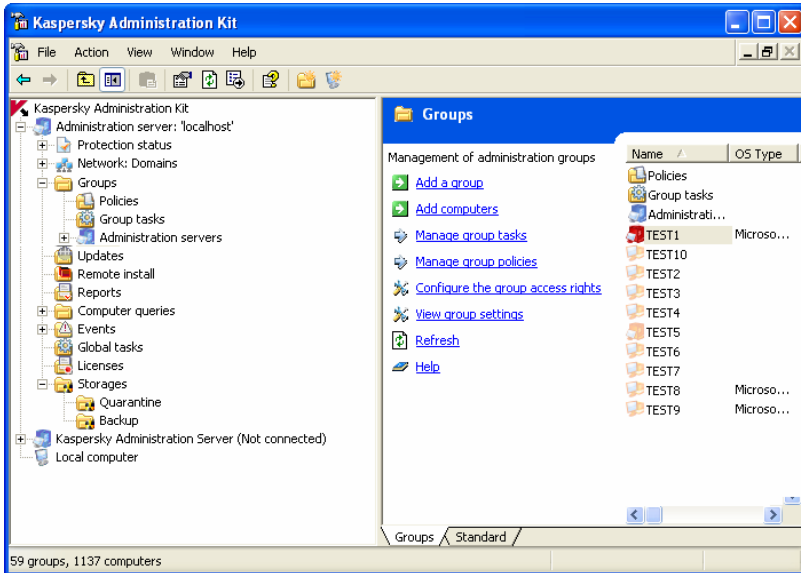 Kaspersky Administration Kit
File Action View Window Help
Kaspersky Administration Kit
Administration server: 'localhost'
Protection status
Network: Domains
Groups
Policies
Group tasks
Administration servers
Updates
Remote install
Reports
Computer queries
Events
Global tasks
Licenses
Storages
Quarantine
Backup
Kaspersky Administration Server (Not connected)
Local computer
Groups
Management of administration groups
Add a group
Add computers
Manage group tasks
Manage group policies
Configure the group access rights
View group settings
Refresh
Help
Name OS Type
Policies
Group tasks
Administrati...
TEST1 Microso...
TEST10
TEST2
TEST3
TEST4
TEST5
TEST6
TEST7
TEST8 Microso...
TEST9 Microso...
Groups Standard
59 groups, 1137 computers